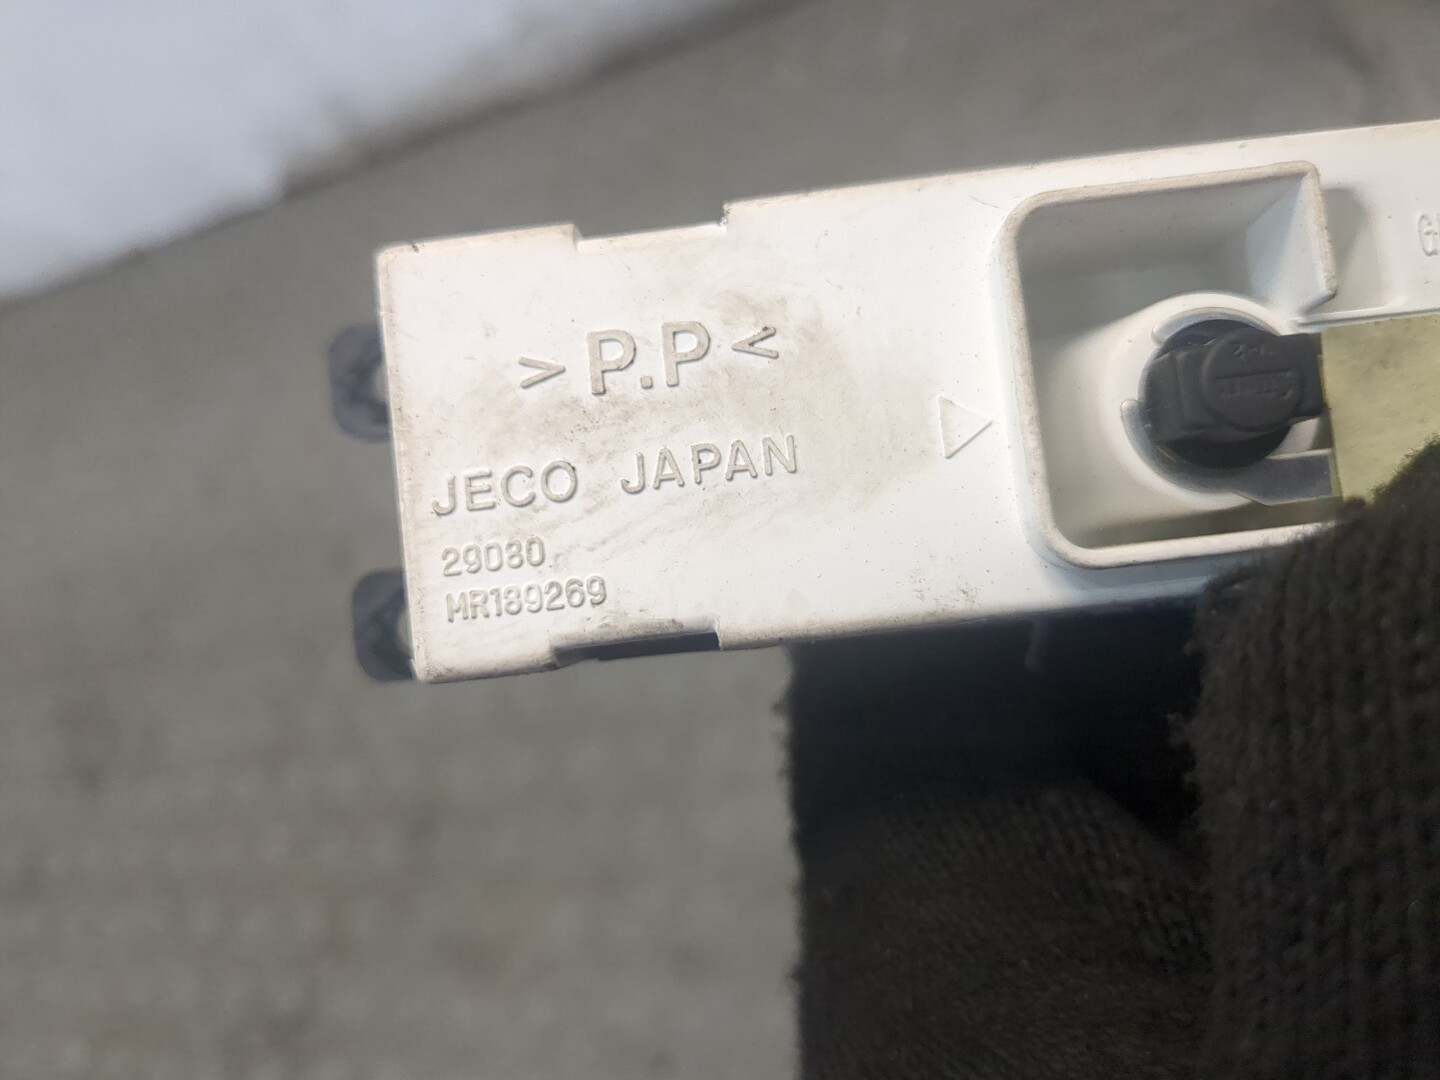 > P.P <
JECO JAPAN
29080
MR189269